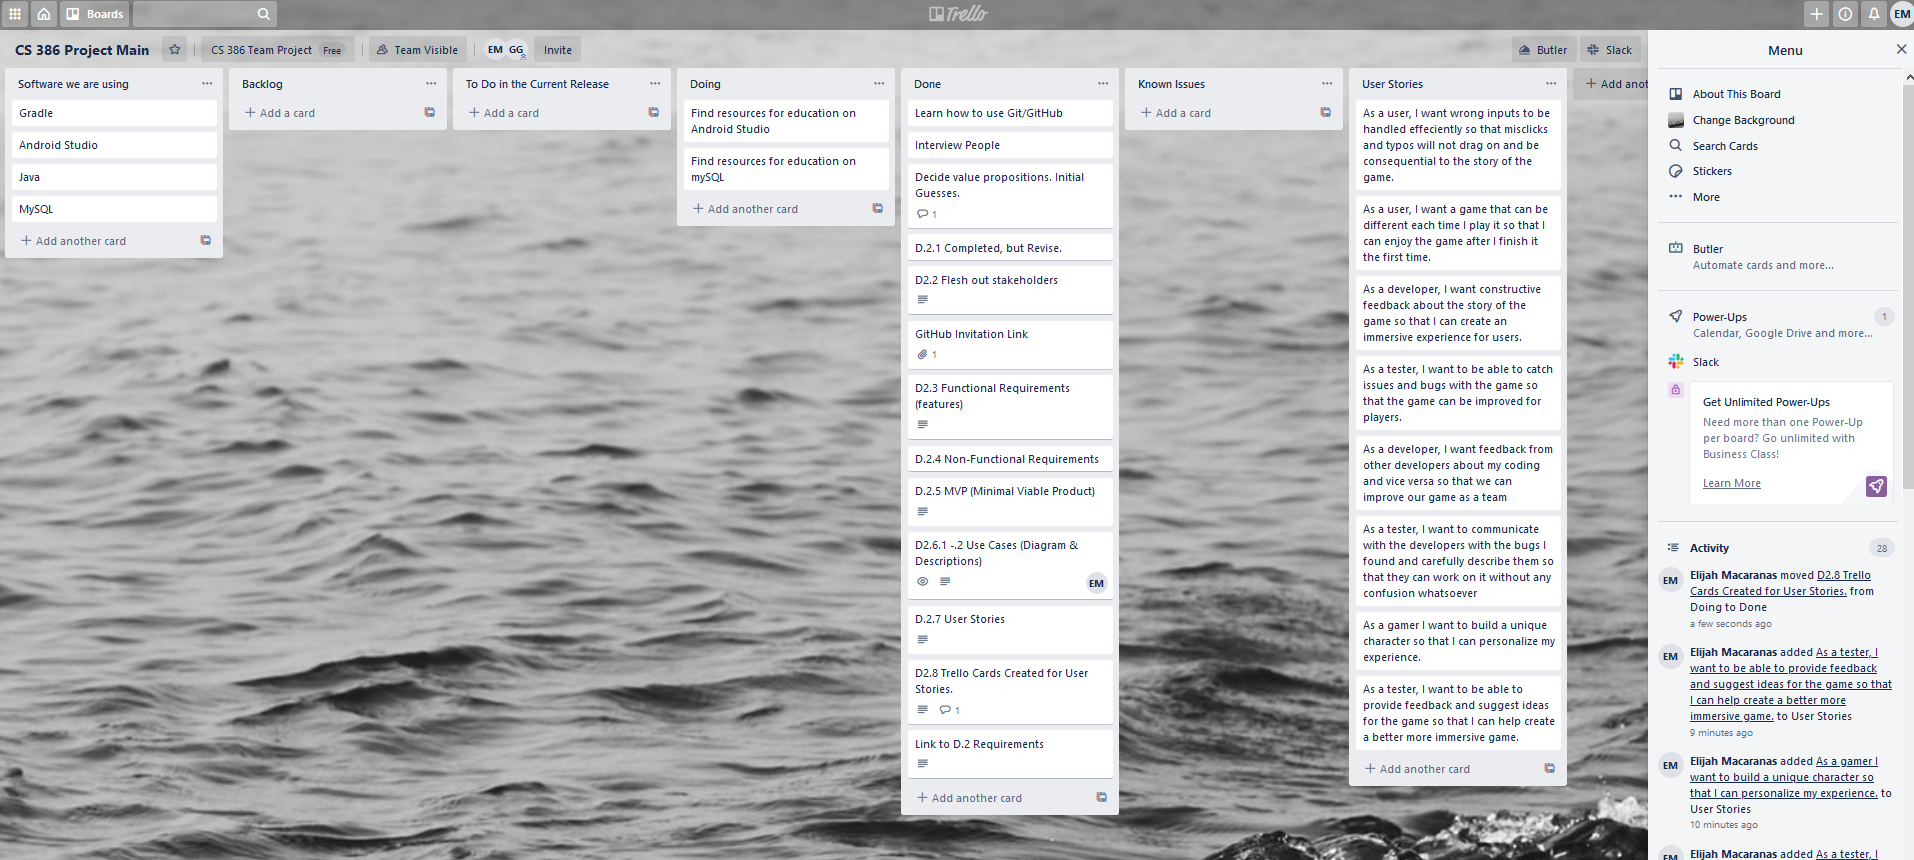 Boards
Trello
EM
CS 386 Project Main
CS 386 Team Project Free
Team Visible
EM GG
Invite
Butler
Slack
Software we are using
Gradle
Android Studio
Java
MySQL
+ Add another card
Backlog
+ Add a card
To Do in the Current Release
+ Add a card
Doing
Find resources for education on
Android Studio
Find resources for education on
mySQL
+ Add another card
Done
Learn how to use Git/GitHub
Interview People
Decide value propositions. Initial
Guesses.
1
D.2.1 Completed, but Revise.
D2.2 Flesh out stakeholders
GitHub Invitation Link
1
D2.3 Functional Requirements
(features)
D.2.4 Non-Functional Requirements
D.2.5 MVP (Minimal Viable Product)
D2.6.1 -.2 Use Cases (Diagram &
Descriptions)
EM
D.2.7 User Stories
D2.8 Trello Cards Created for User
Stories.
1
Link to D.2 Requirements
+ Add another card
Known Issues
+ Add a card
User Stories
As a user, I want wrong inputs to be
handled effeciently so that misclicks
and typos will not drag on and be
consequential to the story of the
game.
As a user, I want a game that can be
different each time I play it so that I
can enjoy the game after I finish it
the first time.
As a developer, I want constructive
feedback about the story of the
game so that I can create an
immersive experience for users.
As a tester, I want to be able to catch
issues and bugs with the game so
that the game can be improved for
players.
As a developer, I want feedback from
other developers about my coding
and vice versa so that we can
improve our game as a team
As a tester, I want to communicate
with the developers with the bugs I
found and carefully describe them so
that they can work on it without any
confusion whatsoever
As a gamer I want to build a unique
character so that I can personalize my
experience.
As a tester, I want to be able to
provide feedback and suggest ideas
for the game so that I can help create
a better more immersive game.
+ Add another card
+ Add anot
Menu
About This Board
Change Background
Search Cards
Stickers
More
Butler
Automate cards and more...
Power-Ups 1
Calendar, Google Drive and more...
Slack
Get Unlimited Power-Ups
Need more than one Power-Up
per board? Go unlimited with
Business Class!
Learn More
Activity 28
EM
Elijah Macaranas moved D2.8 Trello
Cards Created for User Stories. from
Doing to Done
a few seconds ago
EM
Elijah Macaranas added As a tester, I
want to be able to provide feedback
and suggest ideas for the game so that
I can help create a better more
immersive game. to User Stories
9 minutes ago
EM
Elijah Macaranas added As a gamer I
want to build a unique character so
that I can personalize my experience. to
User Stories
10 minutes ago
EM
Elijah Macaranas added As a tester, I